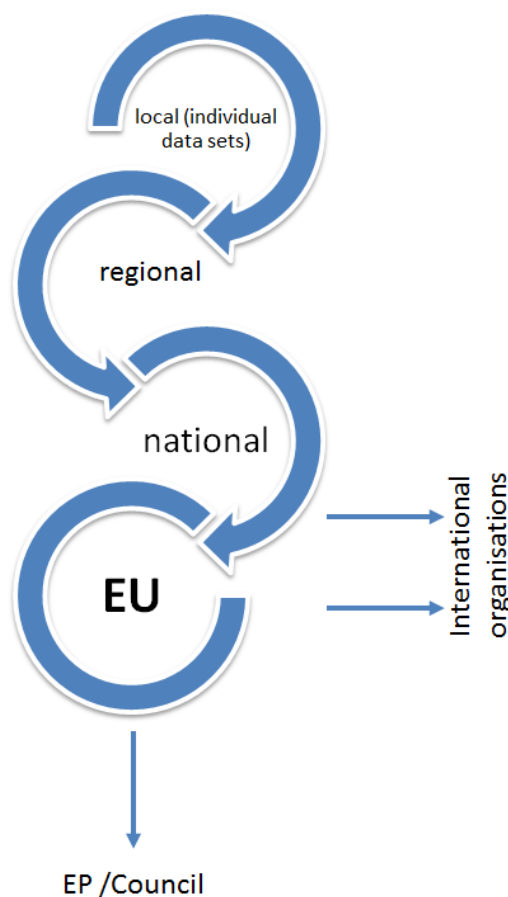 local (individual
data sets)
regional
national
International
organisations
EU
EP /Council